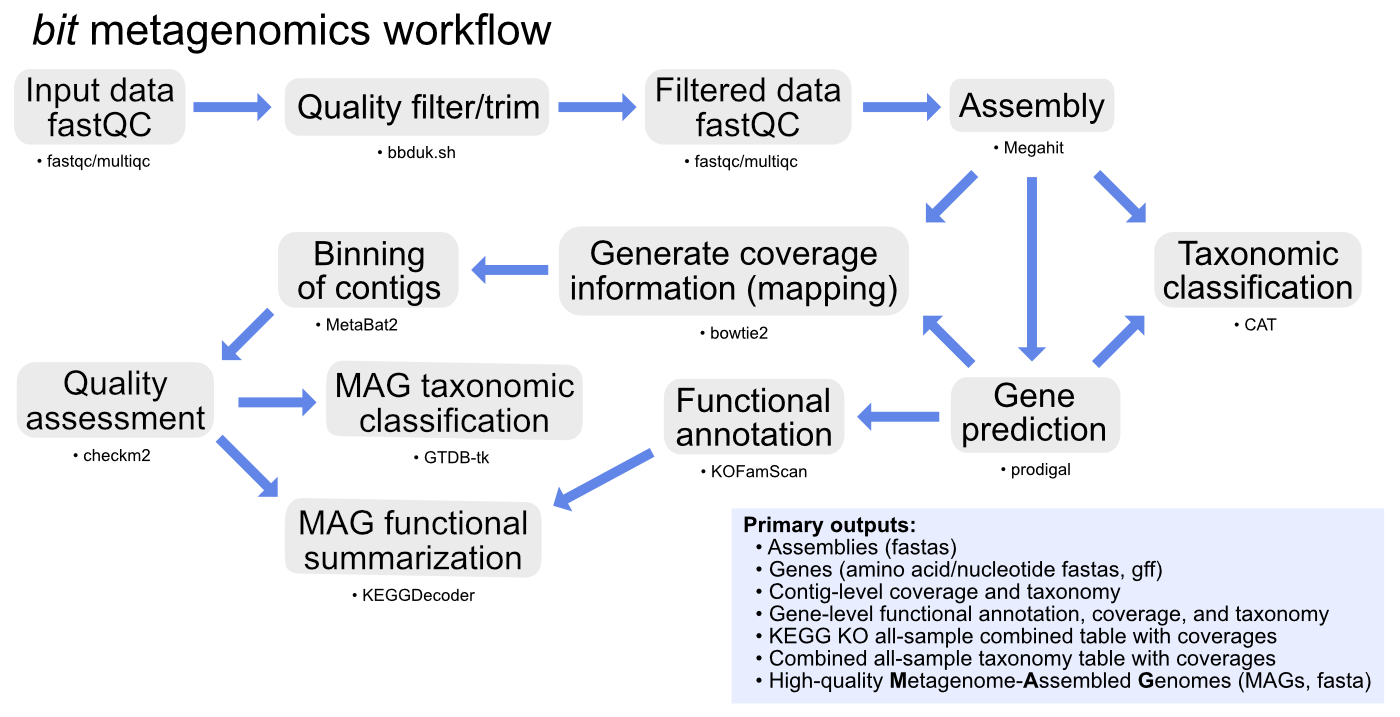 bit metagenomics workflow
Input data
fastQC
• fastqc/multiqc
Quality filter/trim
• bbduk.sh
Filtered data
fastQC
• fastqc/multiqc
Assembly
• Megahit
Binning
of contigs
• MetaBat2
Generate coverage
information (mapping)
• bowtie2
Taxonomic
classification
• CAT
Quality
assessment
• checkm2
MAG taxonomic
classification
• GTDB-tk
Functional
annotation
• KOFamScan
Gene
prediction
• prodigal
MAG functional
summarization
• KEGGDecoder
Primary outputs:
• Assemblies (fastas)
• Genes (amino acid/nucleotide fastas, gff)
• Contig-level coverage and taxonomy
• Gene-level functional annotation, coverage, and taxonomy
• KEGG KO all-sample combined table with coverages
• Combined all-sample taxonomy table with coverages
• High-quality Metagenome-Assembled Genomes (MAGs, fasta)